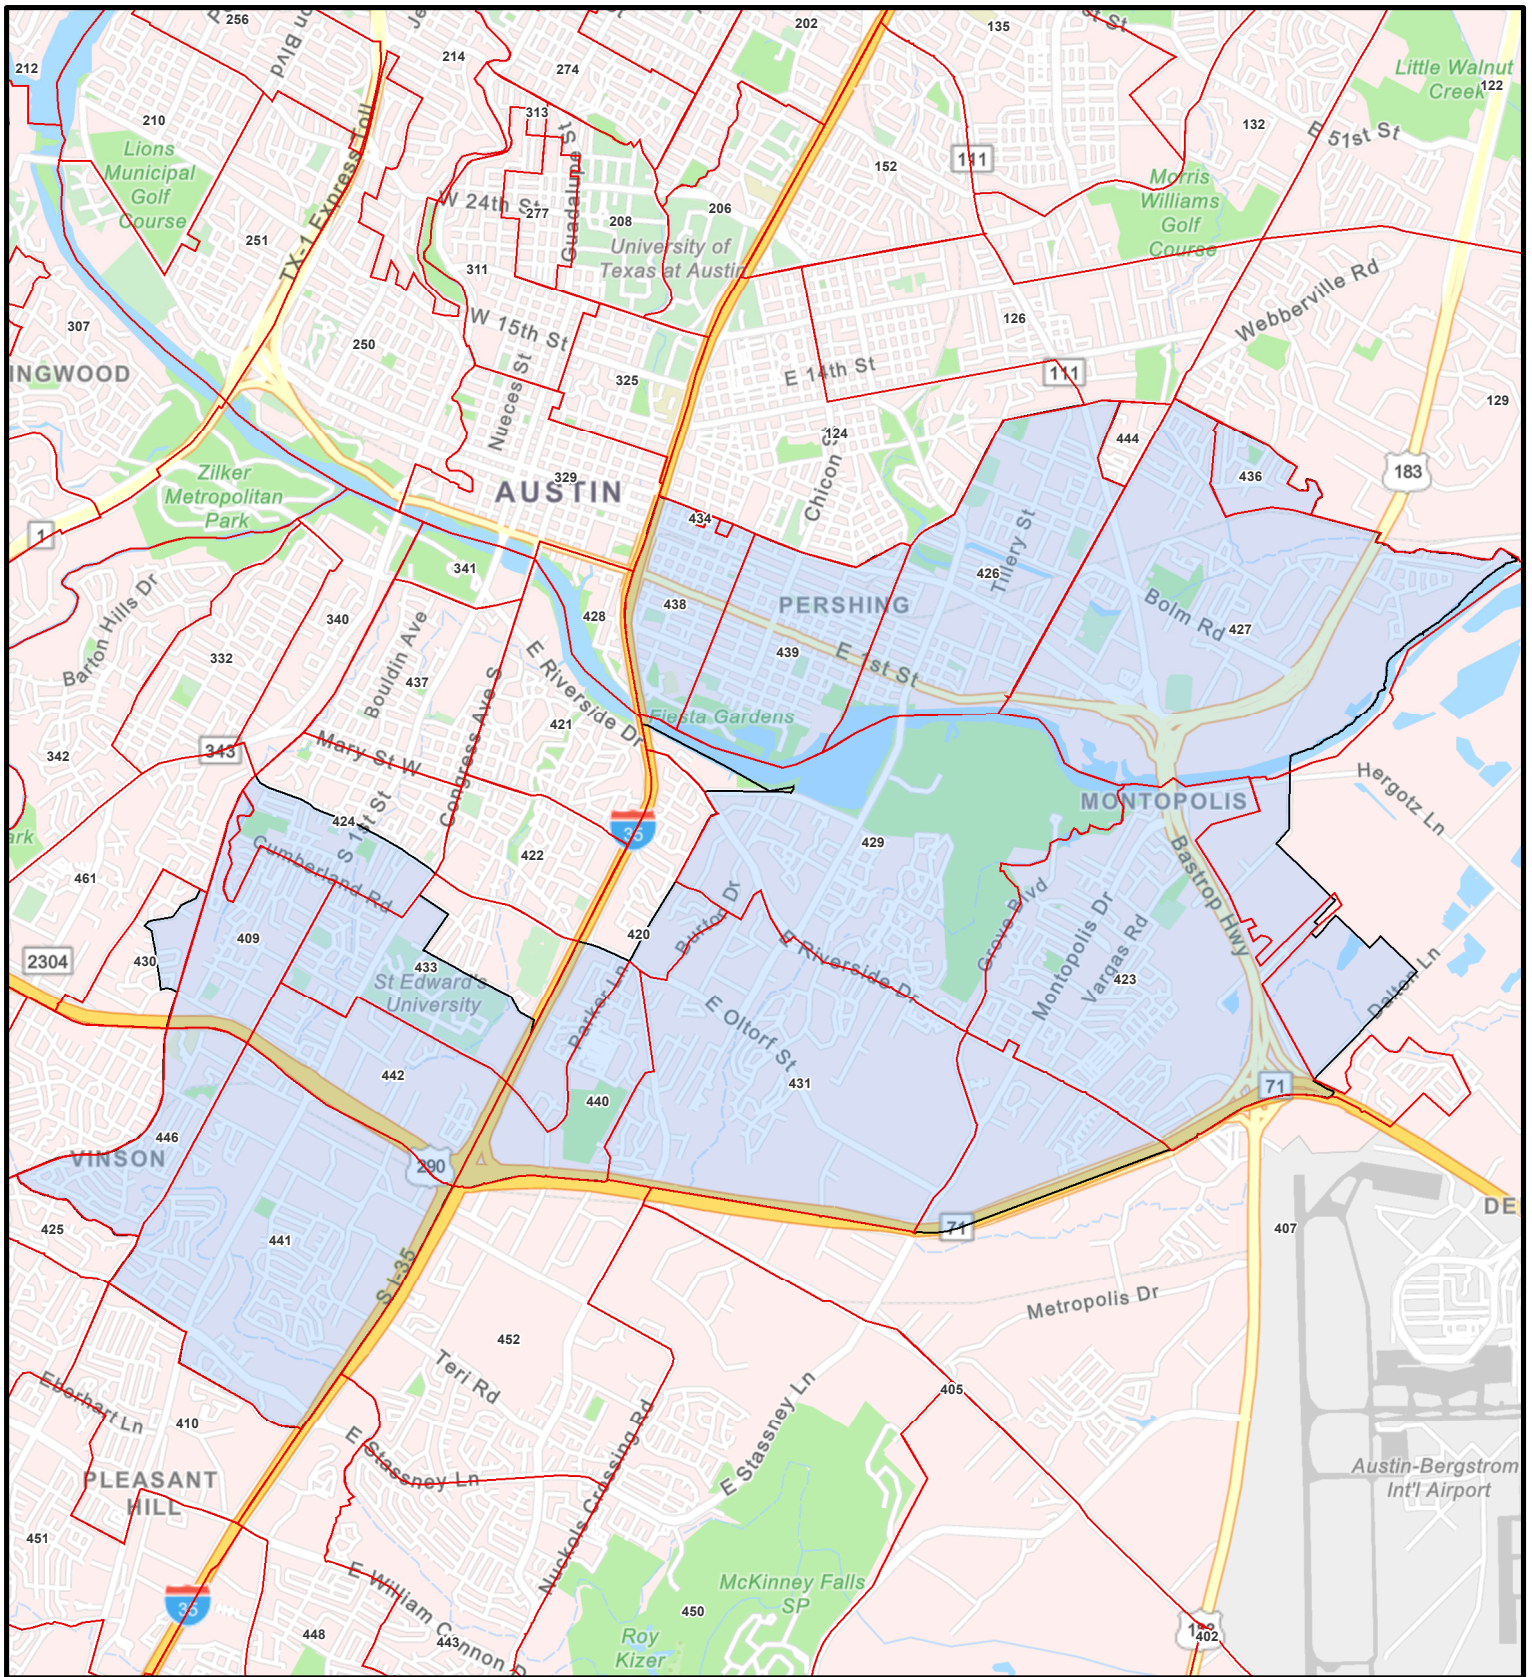 256
202
135
st St
on Blvd
Je
214
274
212
Little Walnut
Creek
122
313
210
132
E 51st St
Lions
Municipal
Golf
Course
TX-1 Express Toll
Guadalupe St
152
111
Morris
Williams
Golf
Course
W 24th St
277
208
206
251
University of
Texas at Austin
311
Webberville Rd
307
W 15th St
126
250
INGWOOD
325
E 14th St
111
129
Nueces St
124
444
Zilker
Metropolitan
Park
329
AUSTIN
Chicon S
436
183
434
1
Tillery St
341
426
Barton Hills Dr
428
438
PERSHING
Bolm Rd
427
340
Bouldin Ave
332
E Riverside Dr
439
E 1st St
437
Congress Ave S
421
Fiesta Gardens
342
343
Mary St W
Hergotz Ln
MONTOPOLIS
S 1st St
424
35
ark
Cumberland Rd
422
429
Bastrop Hwy
461
Burton Dr
Grove Blvd
Montopolis Dr
Vargas Rd
409
420
E Riverside Dr
2304
430
433
St Edward's
University
423
Dalton Ln
Parker Ln
E Oltorf St
442
440
431
71
446
VINSON
290
DE
425
71
407
441
S I-35
Metropolis Dr
452
Teri Rd
Eberhart Ln
405
410
E Stassney Ln
E Stassney Ln
Nuckols Crossing Rd
PLEASANT
HILL
Austin-Bergstrom
Int'l Airport
451
E William Cannon D
McKinney Falls
SP
35
450
448
443
Roy
Kizer
402